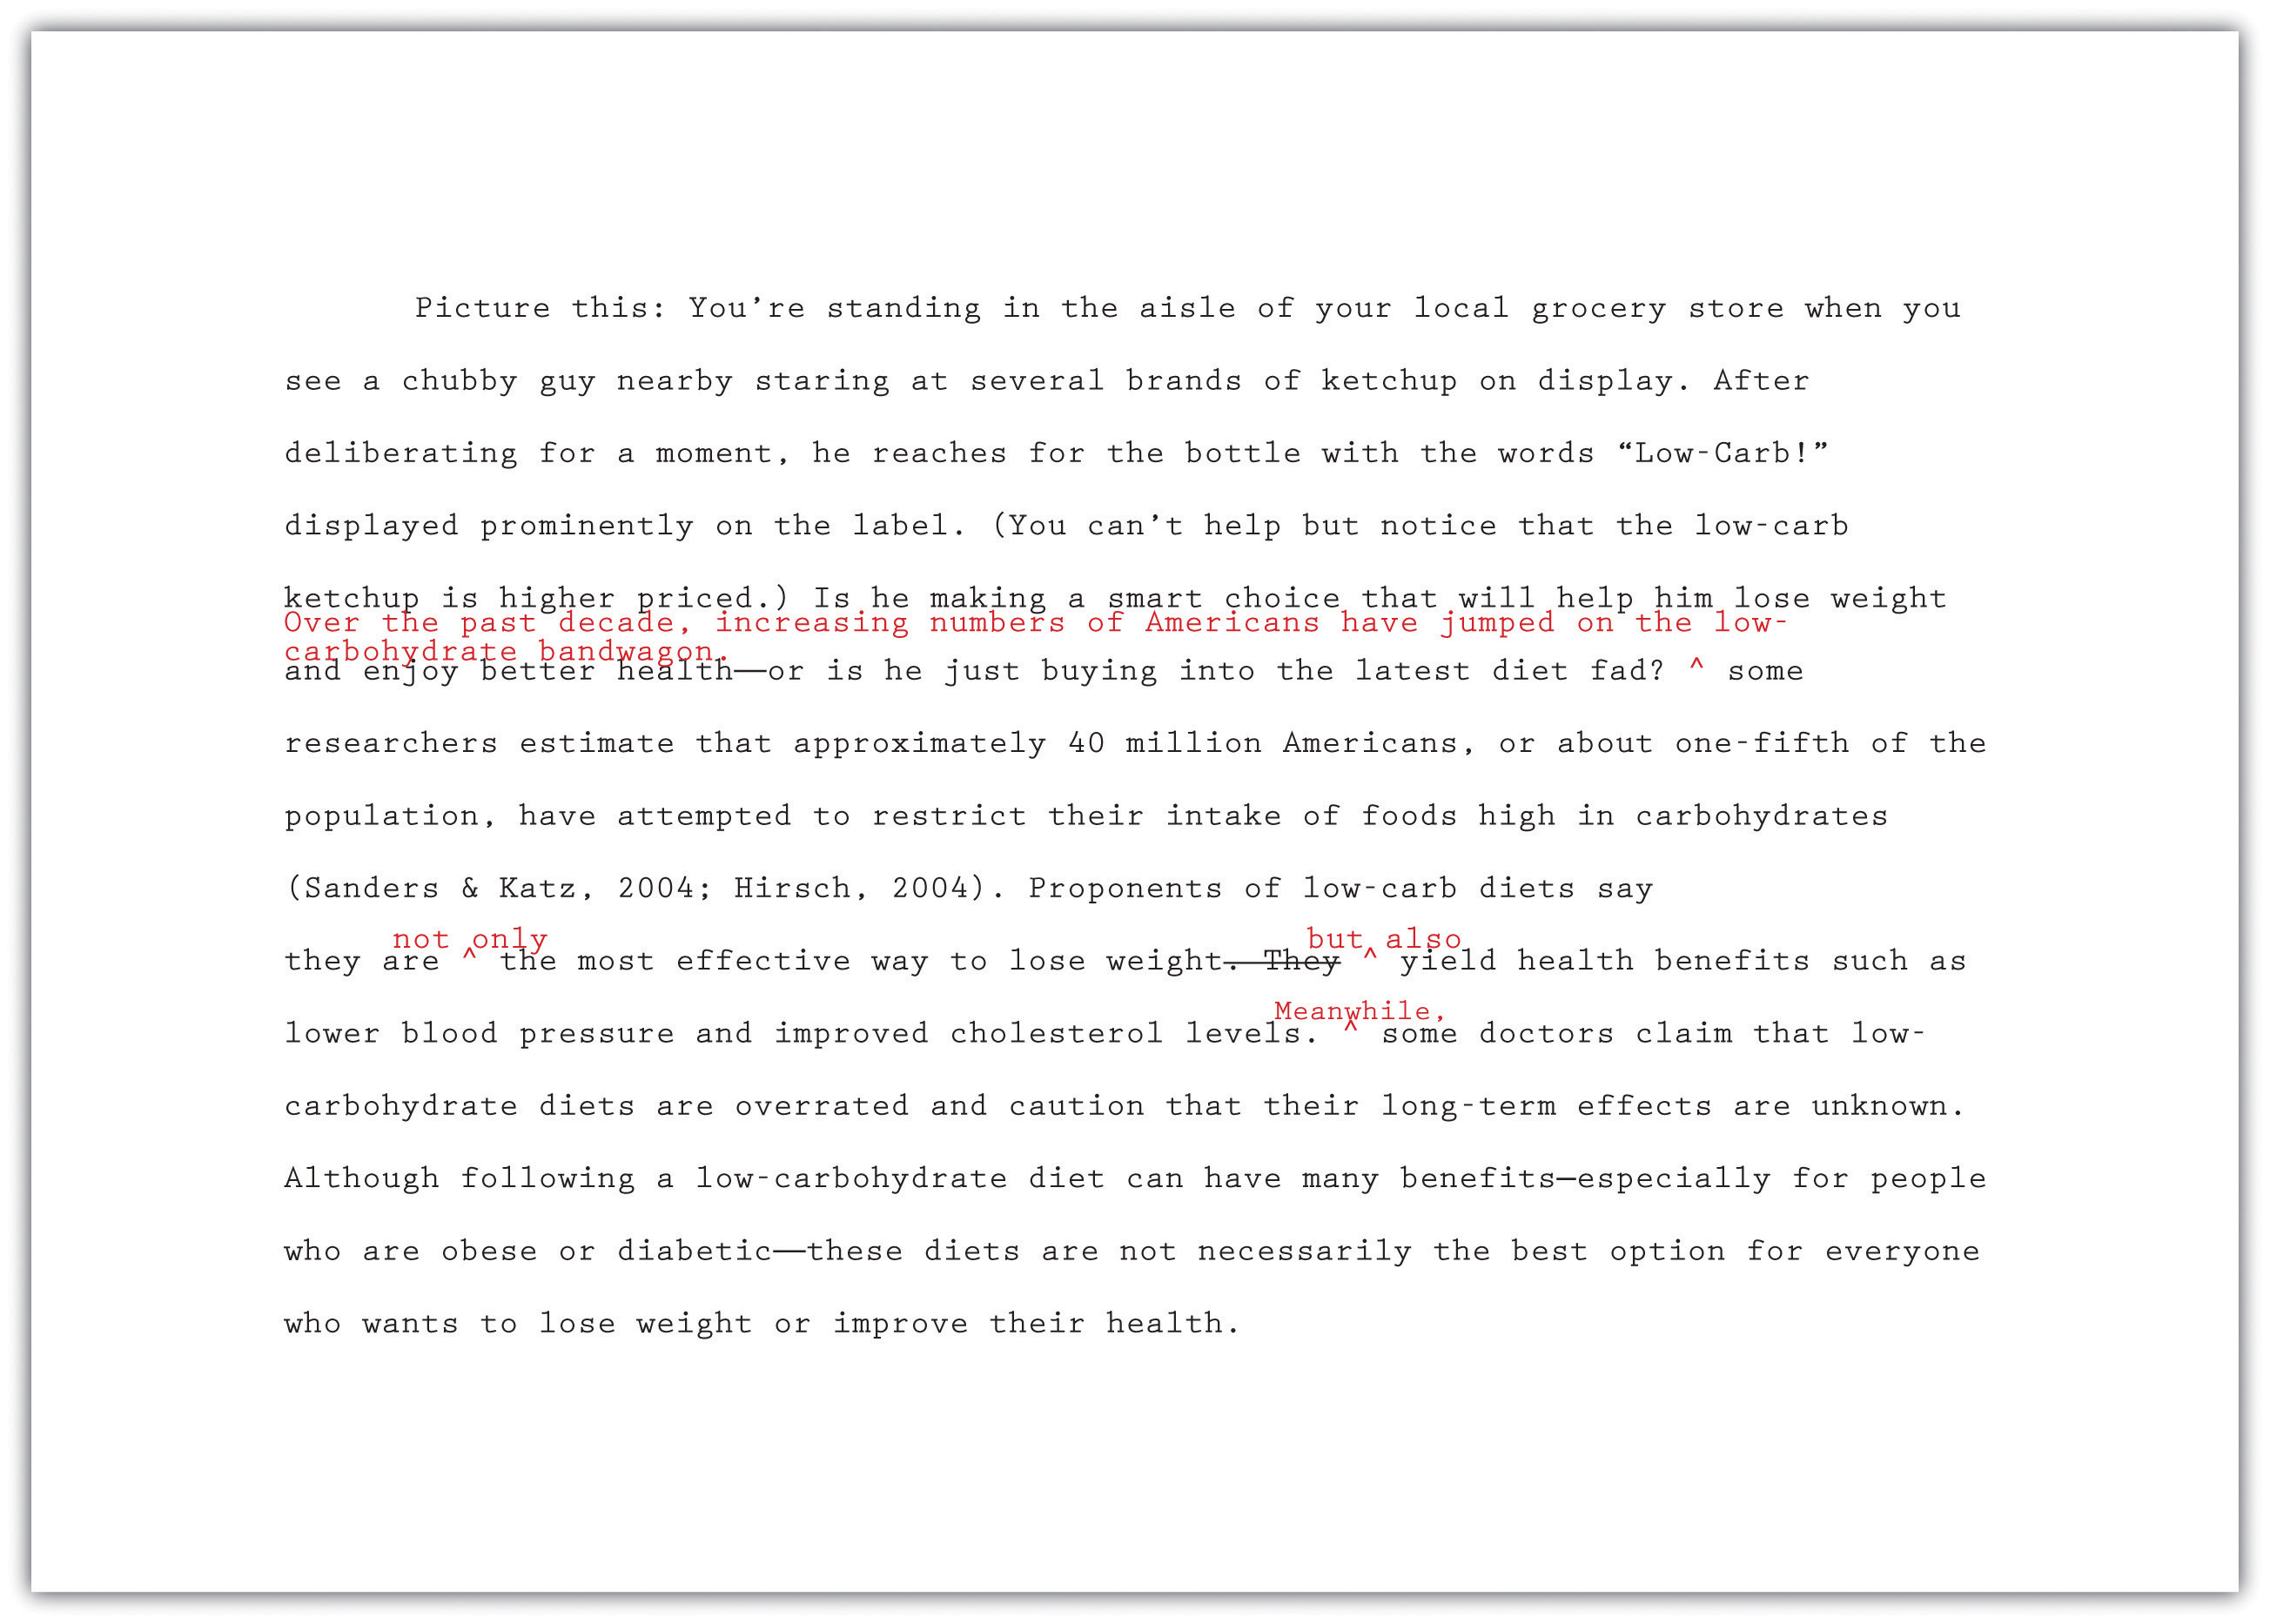 Picture this: You’re standing in the aisle of your local grocery store when you
see a chubby guy nearby staring at several brands of ketchup on display. After
deliberating for a moment, he reaches for the bottle with the words “Low-Carb!”
displayed prominently on the label. (You can’t help but notice that the low-carb
ketchup is higher priced.) Is he making a smart choice that will help him lose weight
Over the past decade, increasing numbers of Americans have jumped on the low-
carbohydrate bandwagon.
and enjoy better health—or is he just buying into the latest diet fad? ^ some
researchers estimate that approximately 40 million Americans, or about one-fifth of the
population, have attempted to restrict their intake of foods high in carbohydrates
(Sanders & Katz, 2004; Hirsch, 2004). Proponents of low-carb diets say
not only but also
they are ^ the most effective way to lose weight. They ^ yield health benefits such as
Meanwhile,
lower blood pressure and improved cholesterol levels. ^ some doctors claim that low-
carbohydrate diets are overrated and caution that their long-term effects are unknown.
Although following a low-carbohydrate diet can have many benefits—especially for people
who are obese or diabetic—these diets are not necessarily the best option for everyone
who wants to lose weight or improve their health.